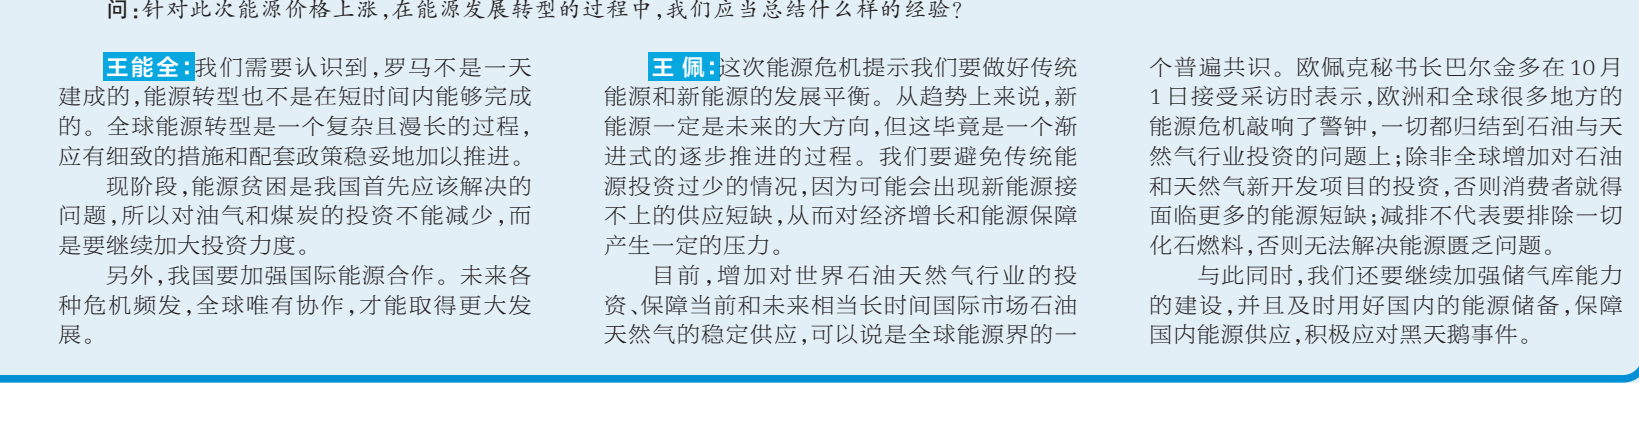 问：针对此次能源价格上涨，在能源发展转型的过程中，我们应当总结什么样的经验？
王能全：我们需要认识到，罗马不是一天
建成的，能源转型也不是在短时间内能够完成
的。全球能源转型是一个复杂且漫长的过程，
应有细致的措施和配套政策稳妥地加以推进。
现阶段，能源贫困是我国首先应该解决的
问题，所以对油气和煤炭的投资不能减少，而
是要继续加大投资力度。
另外，我国要加强国际能源合作。未来各
种危机频发，全球唯有协作，才能取得更大发
展。
王 佩：这次能源危机提示我们要做好传统
能源和新能源的发展平衡。从趋势上来说，新
能源一定是未来的大方向，但这毕竟是一个渐
进式的逐步推进的过程。我们要避免传统能
源投资过少的情况，因为可能会出现新能源接
不上的供应短缺，从而对经济增长和能源保障
产生一定的压力。
目前，增加对世界石油天然气行业的投
资、保障当前和未来相当长时间国际市场石油
天然气的稳定供应，可以说是全球能源界的一
个普遍共识。欧佩克秘书长巴尔金多在10月
1日接受采访时表示，欧洲和全球很多地方的
能源危机敲响了警钟，一切都归结到石油与天
然气行业投资的问题上；除非全球增加对石油
和天然气新开发项目的投资，否则消费者就得
面临更多的能源短缺；减排不代表要排除一切
化石燃料，否则无法解决能源匮乏问题。
与此同时，我们还要继续加强储气库能力
的建设，并且及时用好国内的能源储备，保障
国内能源供应，积极应对黑天鹅事件。